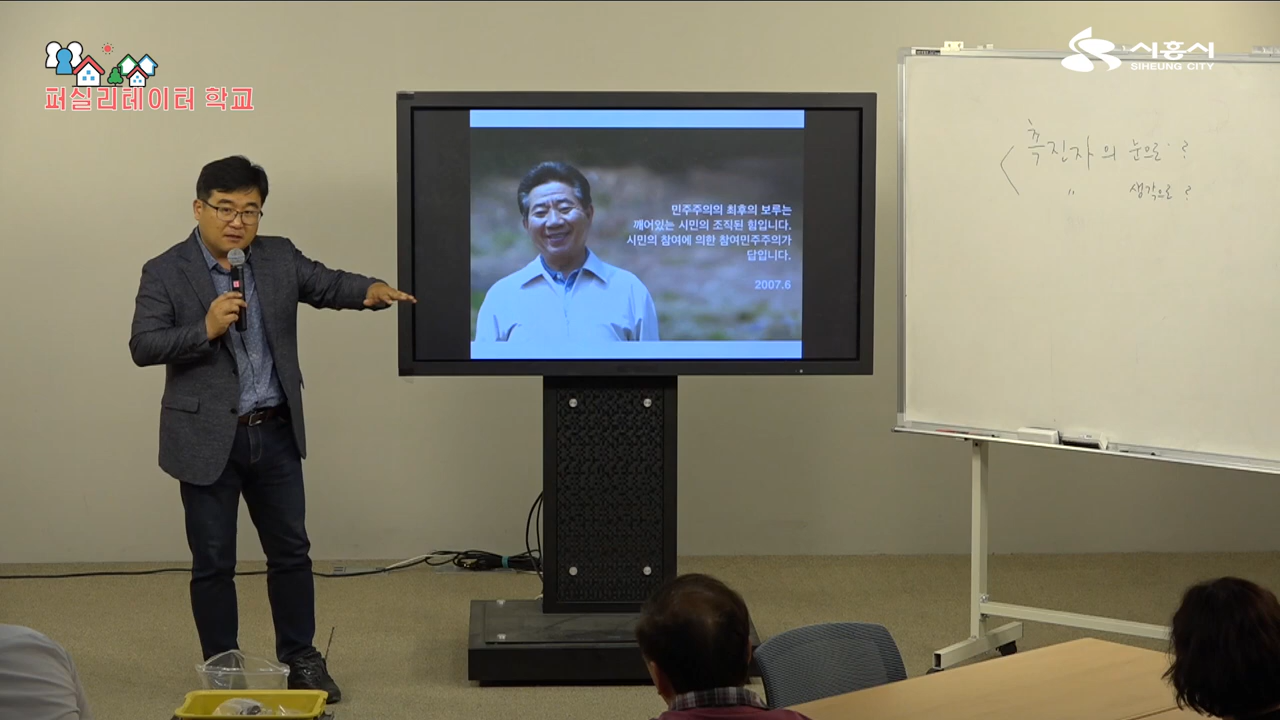 퍼실리테이터 학교
시흥시
SIHEUNG CITY
민주주의의 최후의 보루는
깨어있는 시민의 조직된 힘입니다.
시민의 참여에 의한 참여민주주의가
답입니다.
2007.6
촉진자의 눈으로?
〃 생각으로?